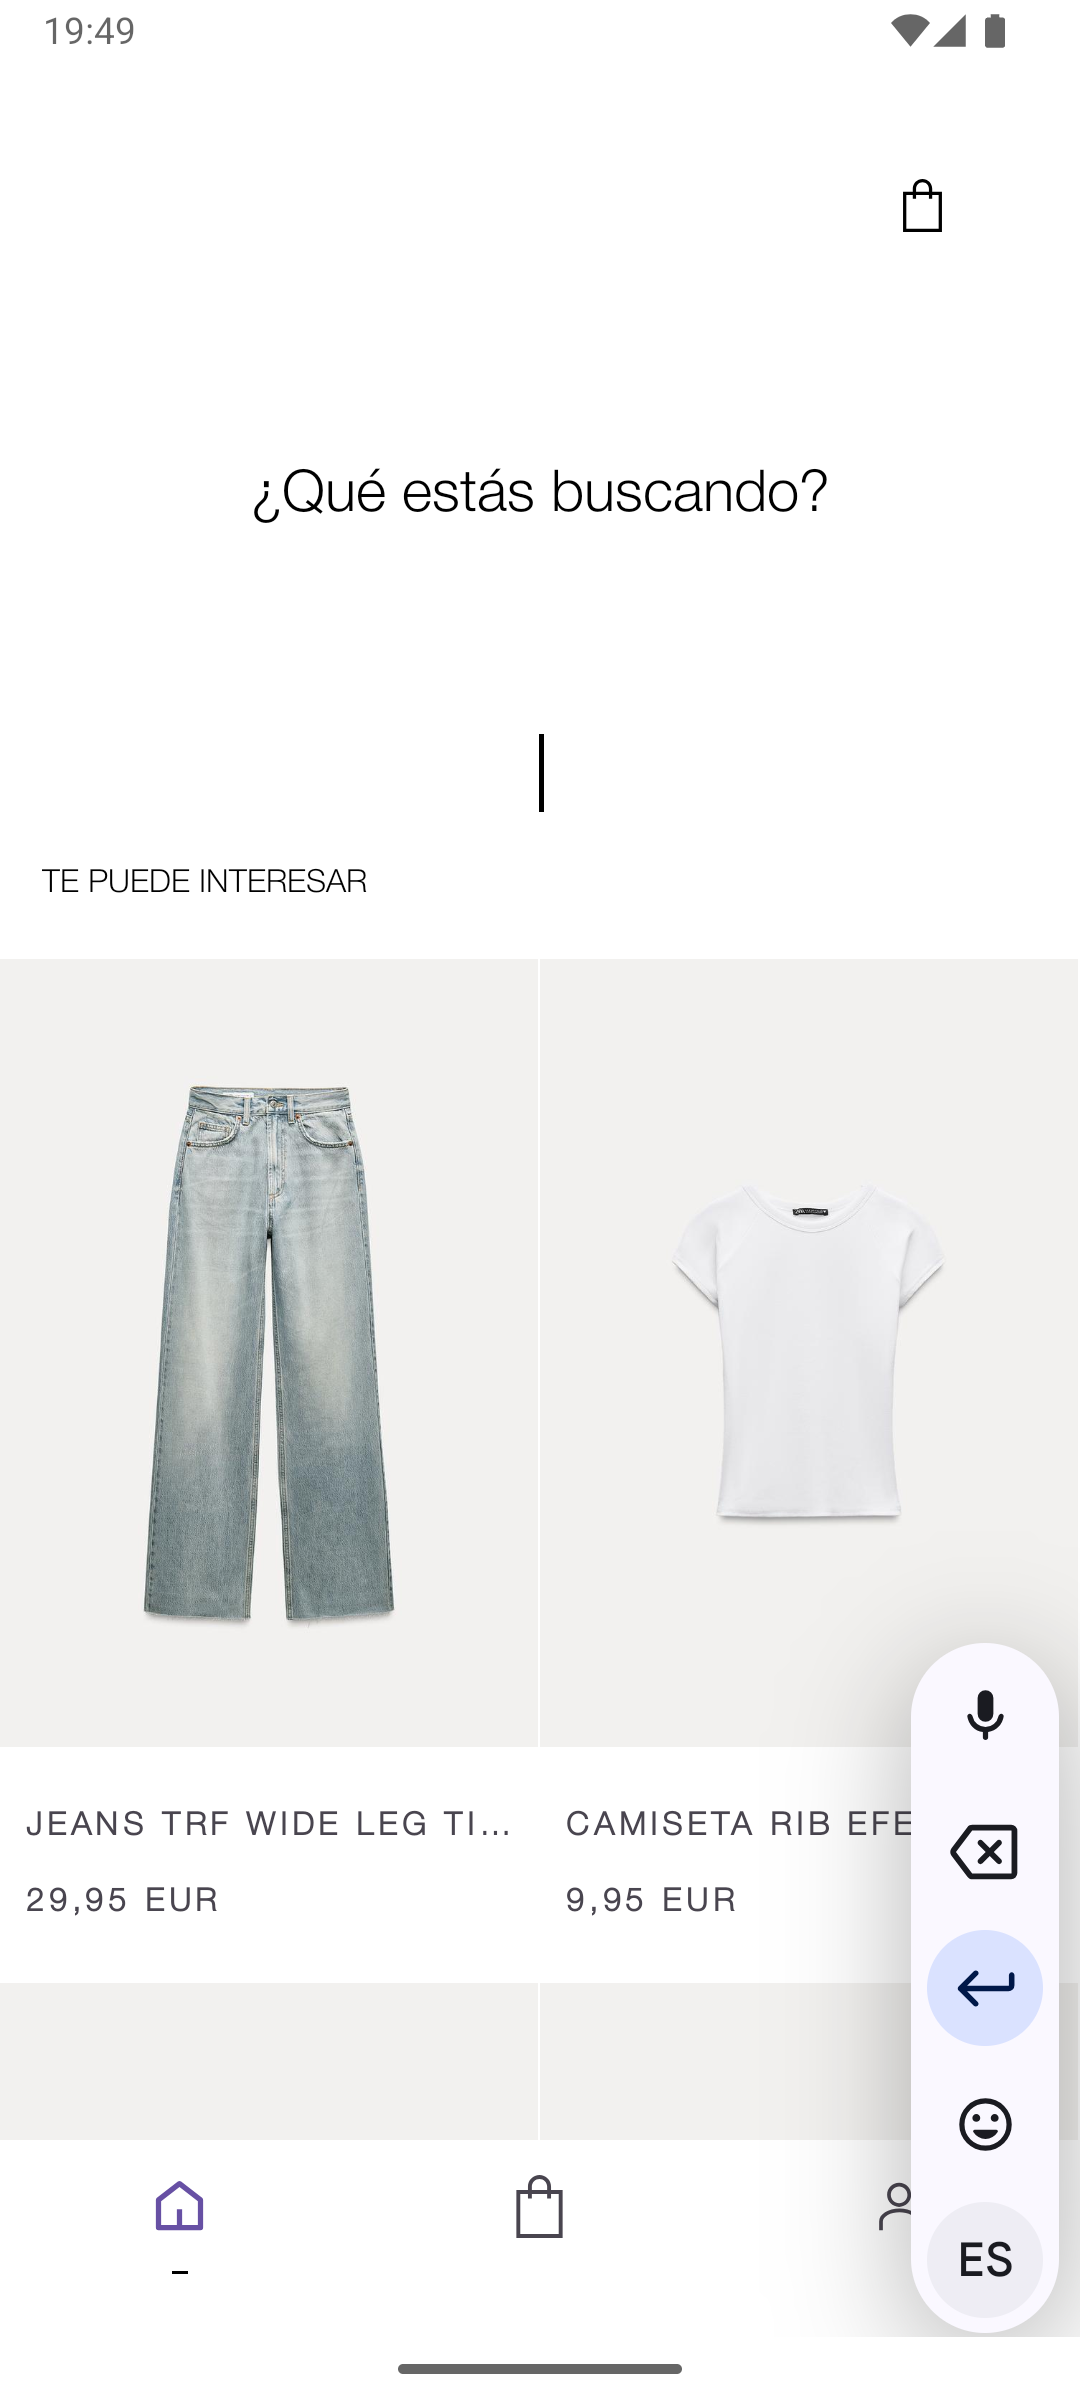 19:49
¿Qué estás buscando?
TE PUEDE INTERESAR
JEANS TRF WIDE LEG TI...
CAMISETA RIB EFE
29,95 EUR
9,95 EUR
ES